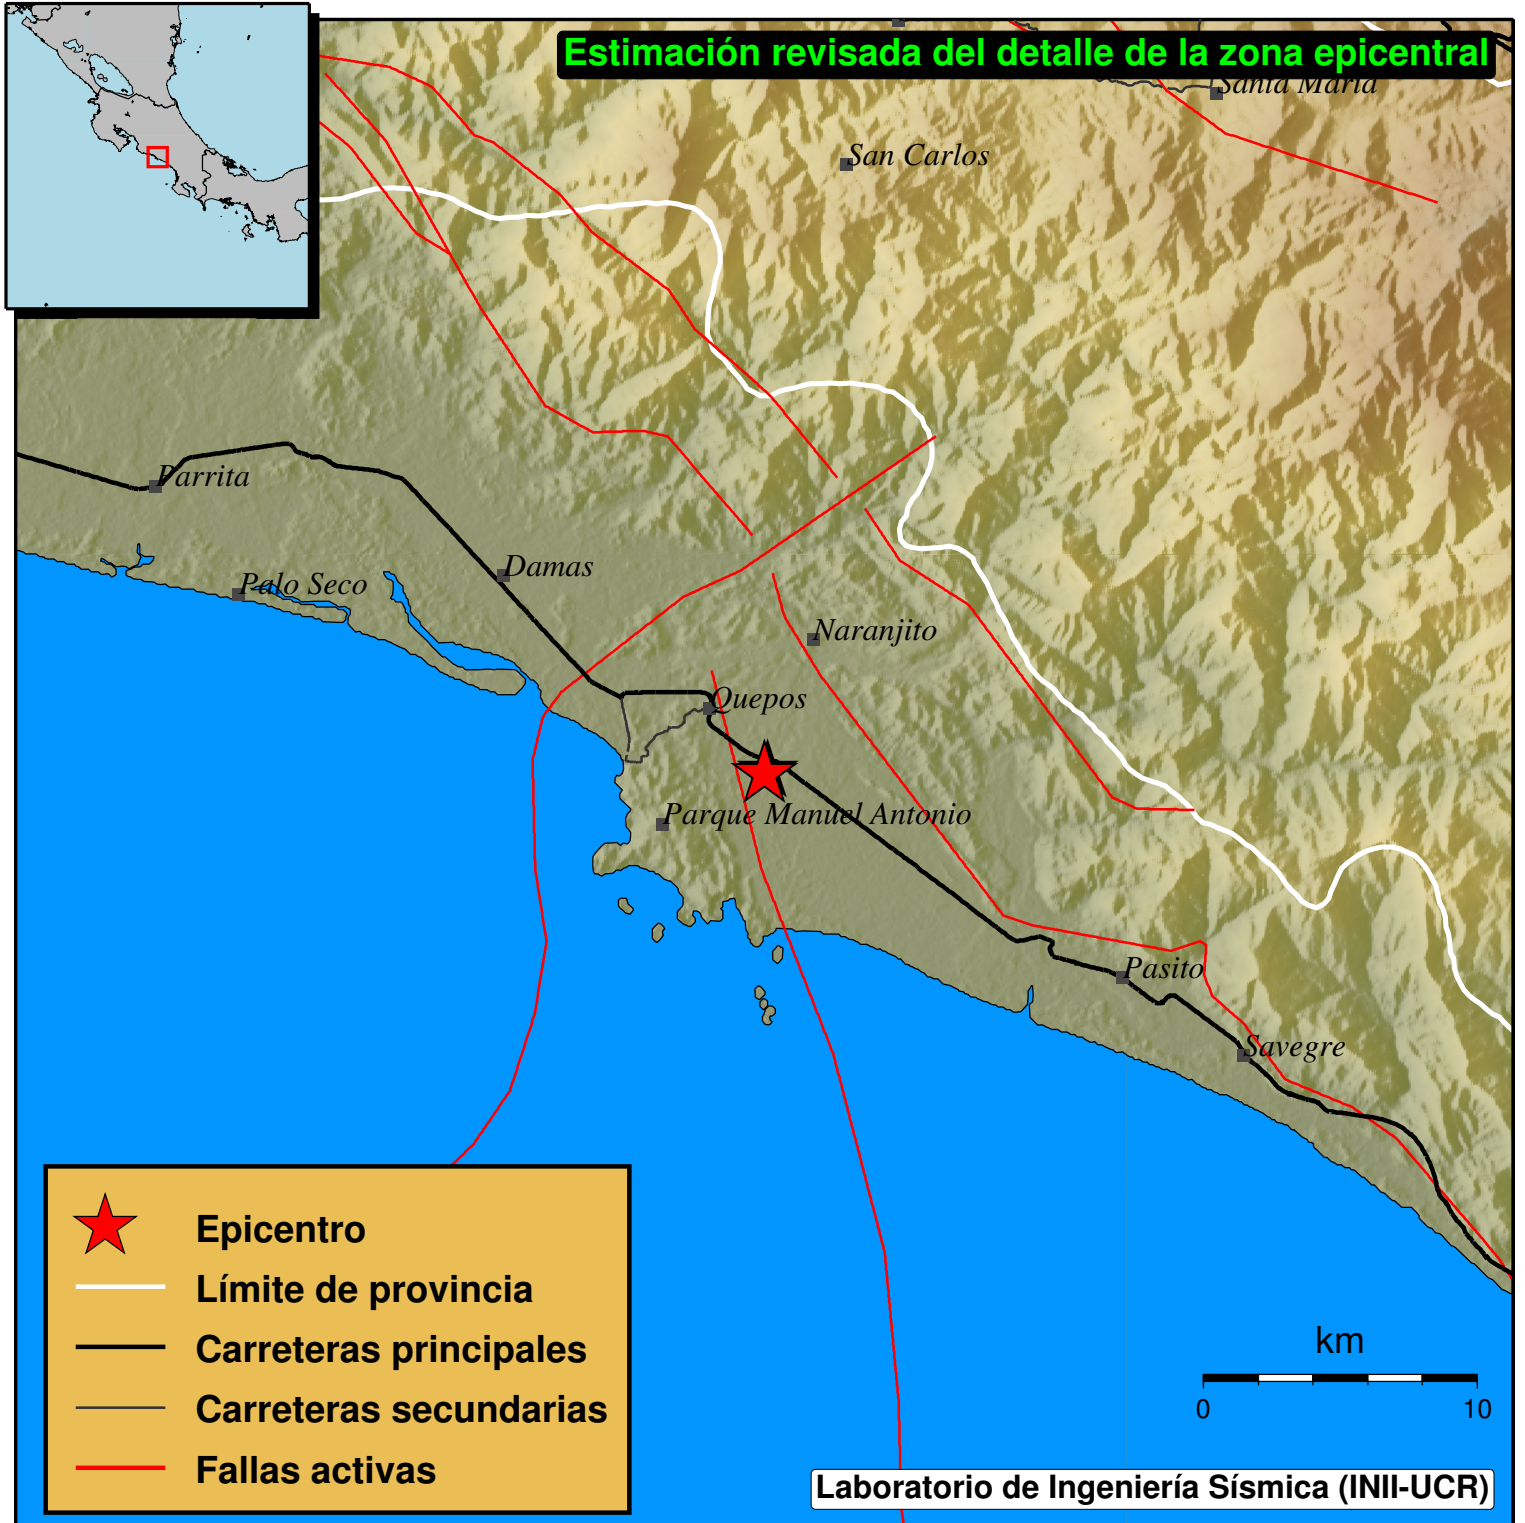 Estimación revisada del detalle de la zona epicentral
Santa María
San Carlos
Parrita
Damas
Palo Seco
Naranjito
Quepos
Parque Manuel Antonio
Pasito
Savegre
Epicentro
Límite de provincia
Carreteras principales
Carreteras secundarias
Fallas activas
km
0 10
Laboratorio de Ingeniería Sísmica (INII-UCR)